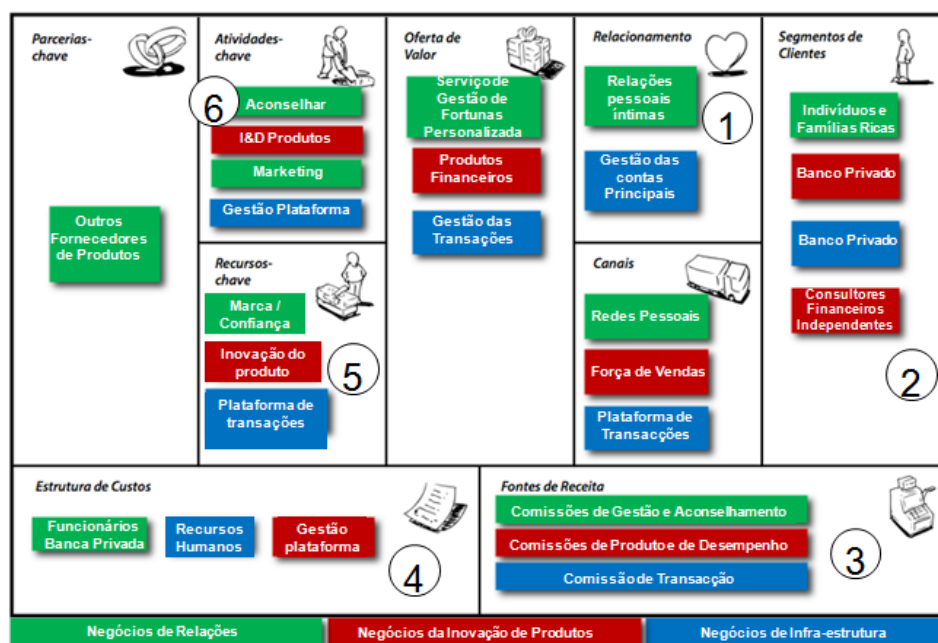 Parcerias-
chave
Outros
Fornecedores
de Produtos
Atividades-
chave
6
Aconselhar
I&D Produtos
Marketing
Gestão Plataforma
Recursos-
chave
Marca /
Confiança
Inovação do
produto
5
Plataforma de
transações
Oferta de
Valor
Serviço de
Gestão de
Fortunas
Personalizada
Produtos
Financeiros
Gestão das
Transações
Relacionamento
Relações
pessoais
íntimas
1
Gestão das
contas
Principais
Canais
Redes Pessoais
Força de Vendas
Plataforma de
Transacções
Segmentos de
Clientes
Indivíduos e
Famílias Ricas
Banco Privado
Banco Privado
Consultores
Financeiros
Independentes
2
Estrutura de Custos
Funcionários
Banca Privada
Recursos
Humanos
Gestão
plataforma
4
Fontes de Receita
Comissões de Gestão e Aconselhamento
Comissões de Produto e de Desempenho
Comissão de Transacção
3
Negócios de Relações
Negócios da Inovação de Produtos
Negócios de Infra-estrutura